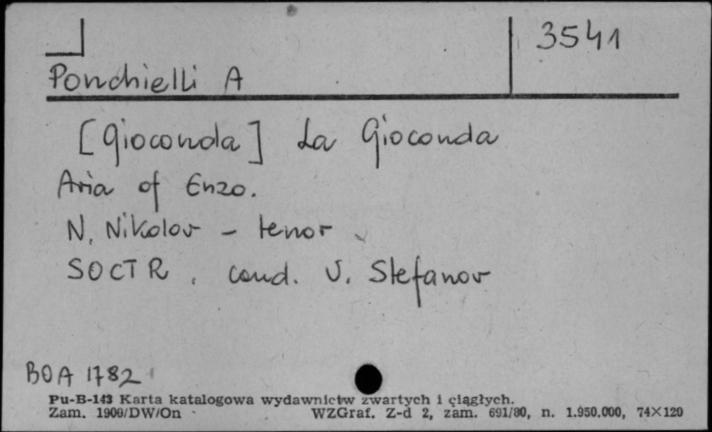 3541
Ponchielli A
[Gioconda] La Gioconda
Aria of Enzo.
N. Nikolov - tenor
SOCTR, cond. V. Stefanov
BOA 1782
Pu-B-143 Karta katalogowa wydawnictw zwartych i ciągłych.
Zam. 1900/DW/On WZGraf. Z-d 2, zam. 691/80, n. 1.950.000, 74×120